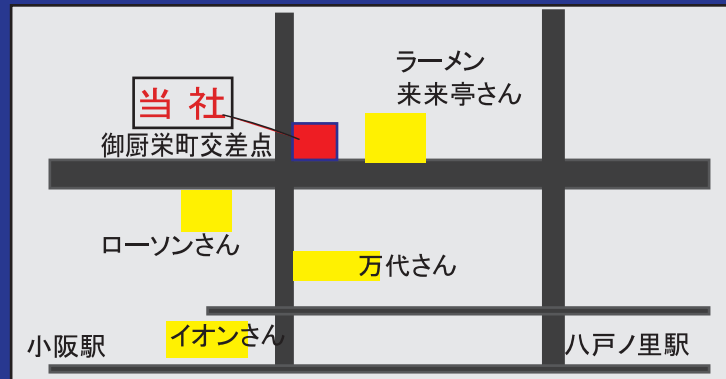 ラーメン
来来亭さん
当社
御厨栄町交差点
ローソンさん
万代さん
イオンさん
小阪駅
八戸ノ里駅